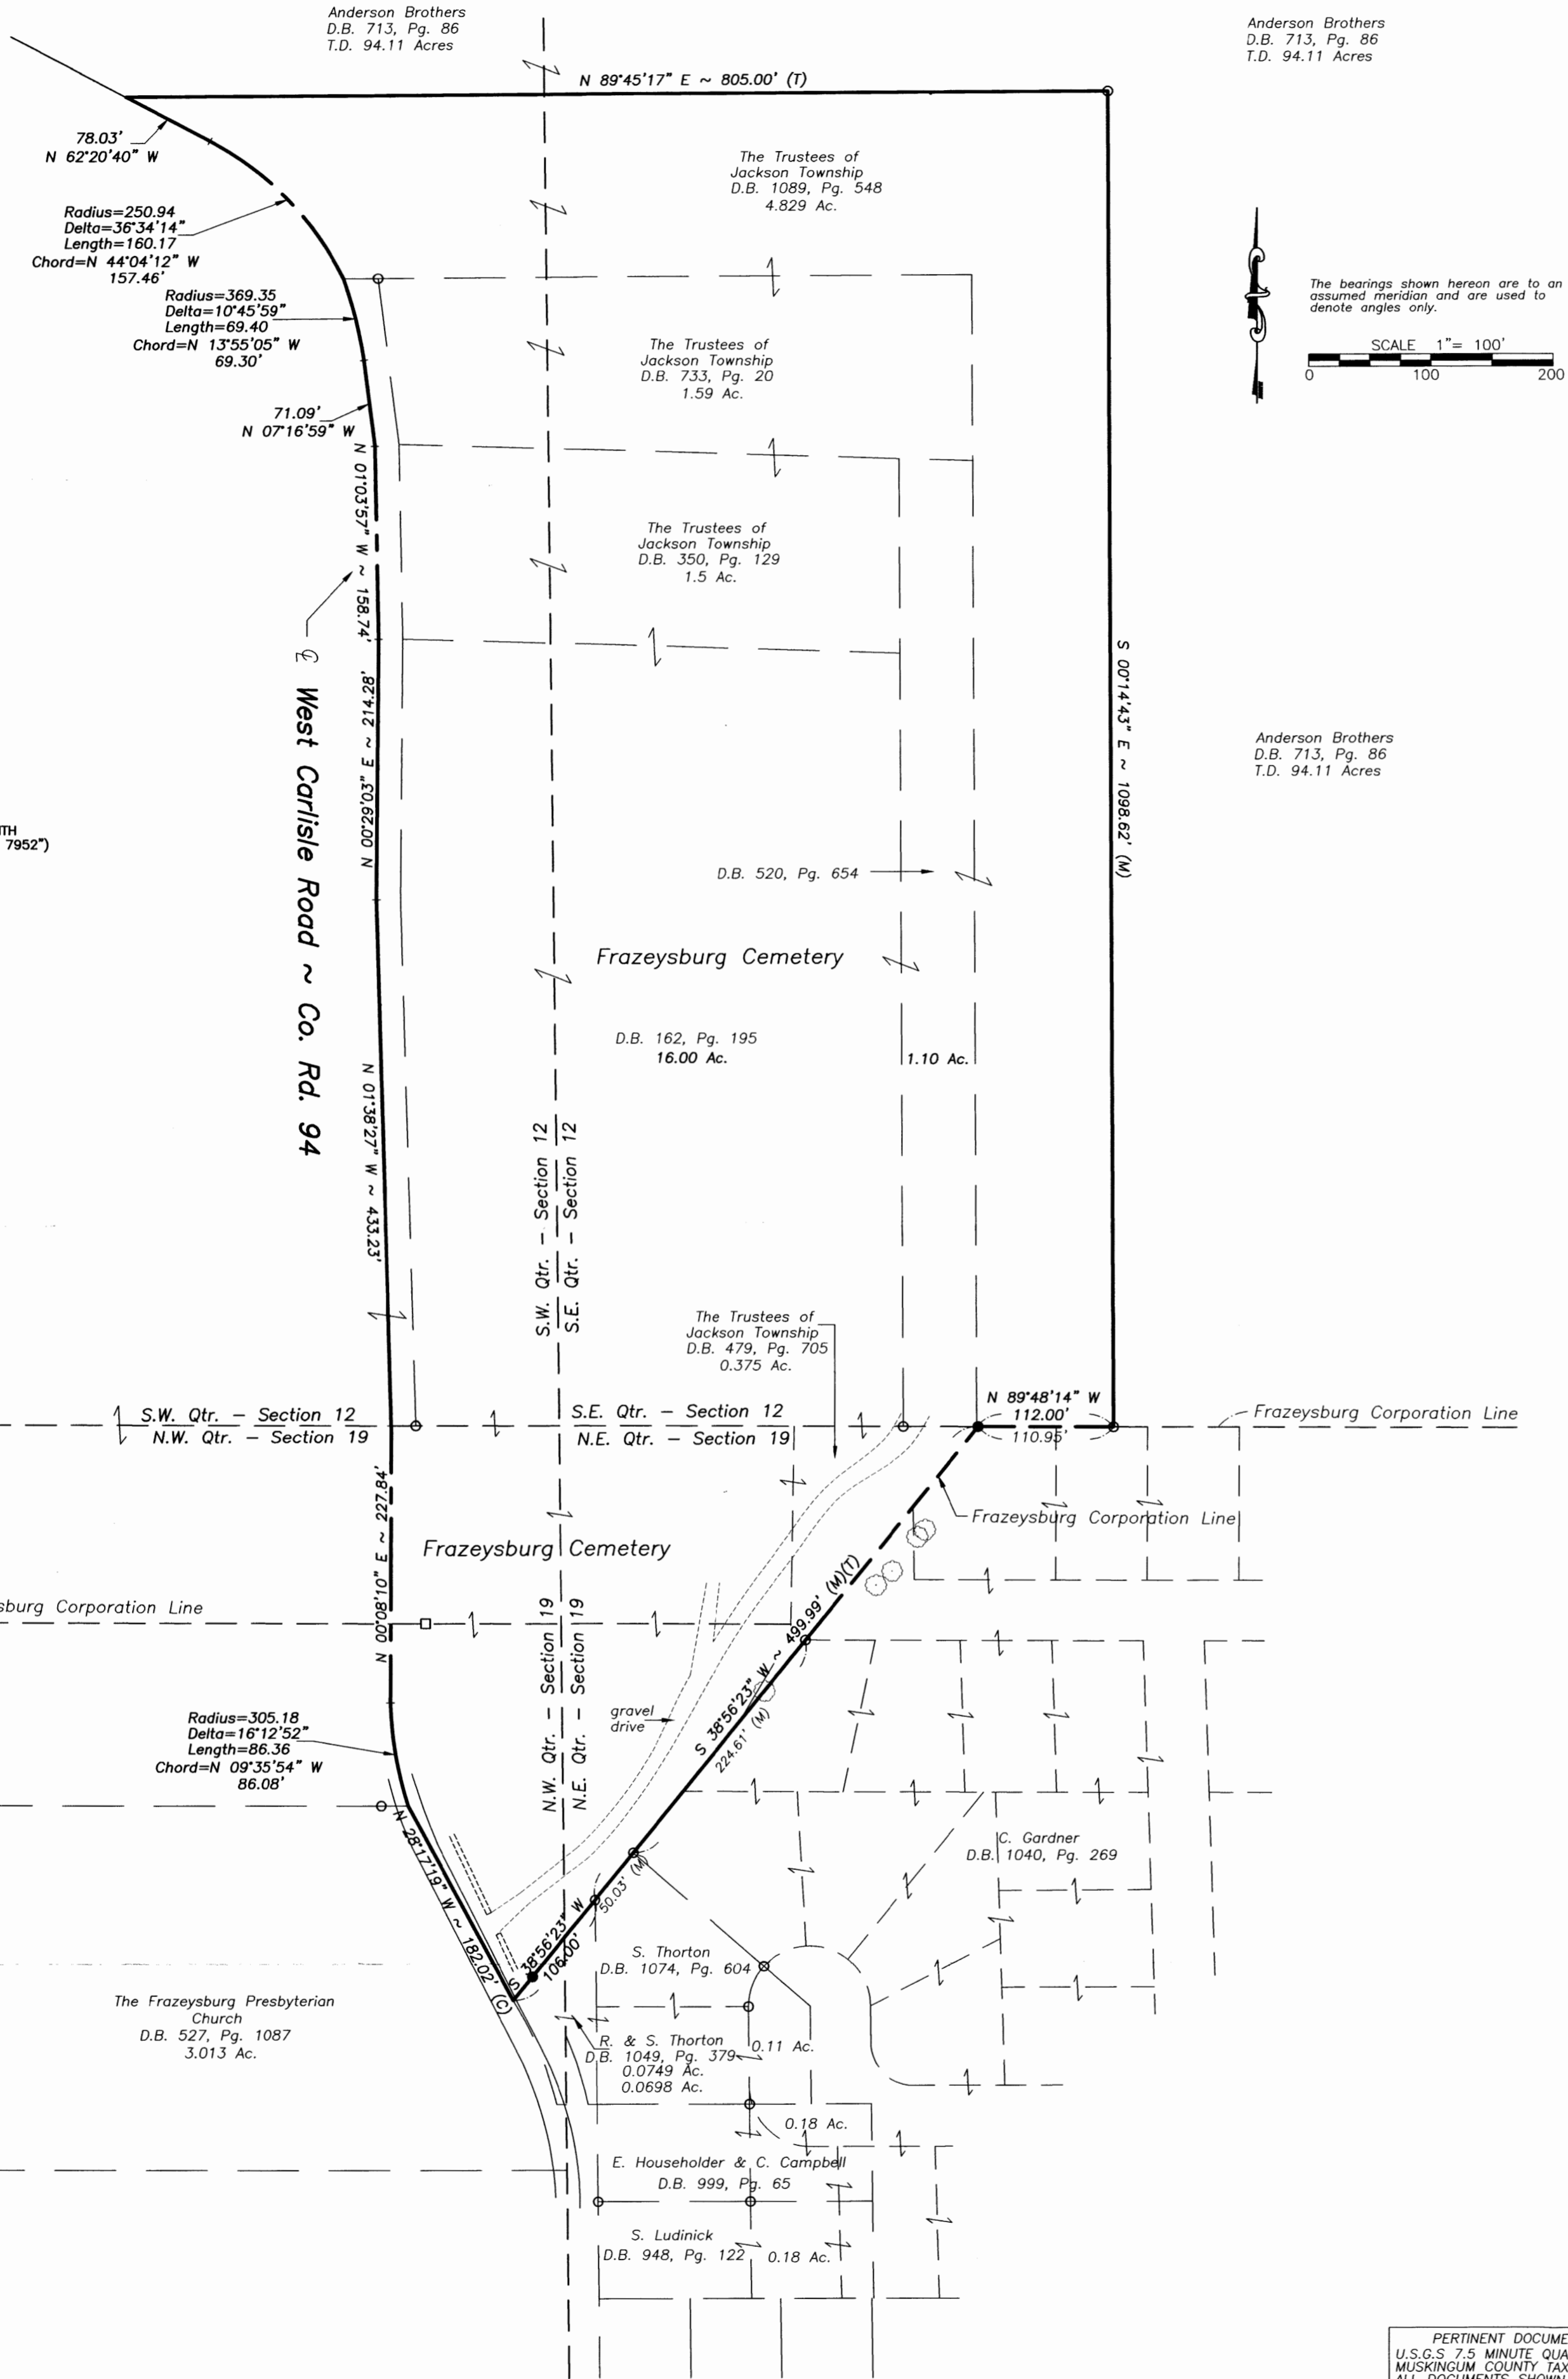 Anderson Brothers
D.B. 713, Pg. 86
T.D. 94.11 Acres
Anderson Brothers
D.B. 713, Pg. 86
T.D. 94.11 Acres
N 89°45'17" E ~ 805.00' (T)
78.03'
N 62°20'40" W
The Trustees of
Jackson Township
D.B. 1089, Pg. 548
4.829 Ac.
Radius=250.94
Delta=36°34'14"
Length=160.17
Chord=N 44°04'12" W
157.46'
Radius=369.35
Delta=10°45'59"
Length=69.40
Chord=N 13°55'05" W
69.30'
The bearings shown hereon are to an
assumed meridian and are used to
denote angles only.
SCALE 1"= 100'
0 100 200
The Trustees of
Jackson Township
D.B. 733, Pg. 20
1.59 Ac.
71.09'
N 07°16'59" W
N 01°03'57" W ~ 158.74'
The Trustees of
Jackson Township
D.B. 350, Pg. 129
1.5 Ac.
N 00°29'03" E ~ 214.28'
S 00°14'43" E ~ 1098.62' (M)
℄ West Carlisle Road ~ Co. Rd. 94
Anderson Brothers
D.B. 713, Pg. 86
T.D. 94.11 Acres
TH
7952")
D.B. 520, Pg. 654
Frazeysburg Cemetery
D.B. 162, Pg. 195
16.00 Ac.
1.10 Ac.
N 01°38'27" W ~ 433.23'
S.W. Qtr. - Section 12
S.E. Qtr. - Section 12
The Trustees of
Jackson Township
D.B. 479, Pg. 705
0.375 Ac.
N 89°48'14" W
112.00'
110.95'
S.W. Qtr. - Section 12
N.W. Qtr. - Section 19
S.E. Qtr. - Section 12
N.E. Qtr. - Section 19
Frazeysburg Corporation Line
N 00°08'10" E ~ 227.84'
Frazeysburg Corporation Line
Frazeysburg Cemetery
sburg Corporation Line
N.W. Qtr. - Section 19
N.E. Qtr. - Section 19
S 38°56'23" W ~ 499.99' (M)(T)
224.61' (M)
gravel
drive
Radius=305.18
Delta=16°12'52"
Length=86.36
Chord=N 09°35'54" W
86.08'
N 28°17'19" W ~ 182.02' (C)
C. Gardner
D.B. 1040, Pg. 269
50.03' (M)
S 38°56'23" W
106.00'
S. Thorton
D.B. 1074, Pg. 604
The Frazeysburg Presbyterian
Church
D.B. 527, Pg. 1087
3.013 Ac.
R. & S. Thorton
D.B. 1049, Pg. 379
0.0749 Ac.
0.0698 Ac.
0.11 Ac.
0.18 Ac.
E. Householder & C. Campbell
D.B. 999, Pg. 65
S. Ludinick
D.B. 948, Pg. 122
0.18 Ac.
PERTINENT DOCUME
U.S.G.S 7.5 MINUTE QUA
MUSKINGUM COUNTY TAX
ALL DOCUMENTS SHOWN